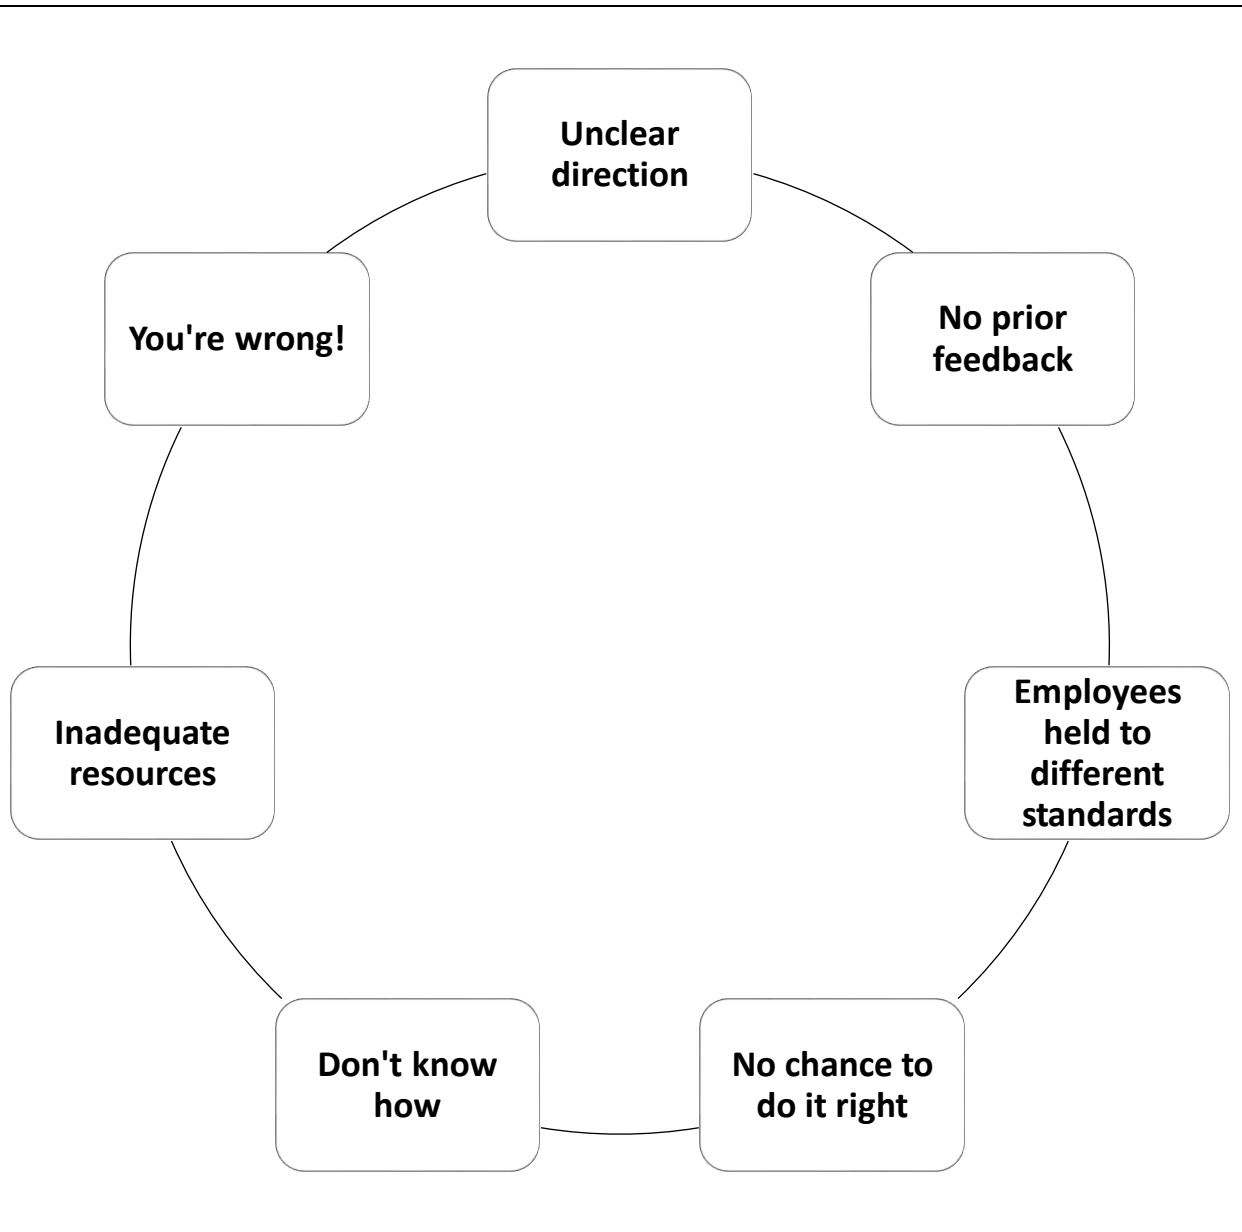 Unclear
direction
No prior
feedback
Employees
held to
different
standards
No chance to
do it right
Don't know
how
Inadequate
resources
You're wrong!